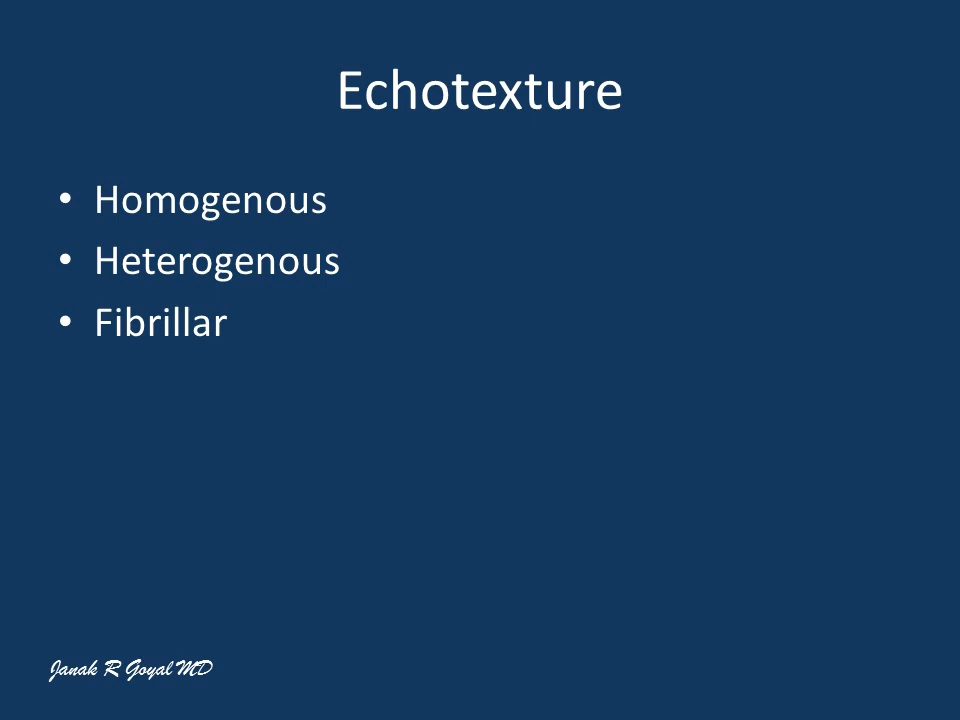 Echotexture
• Homogenous
• Heterogenous
• Fibrillar
Janak R Goyal MD